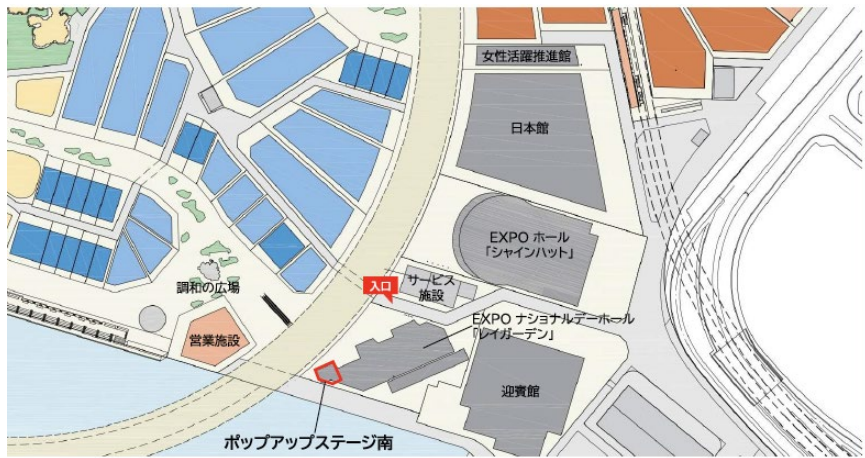 女性活躍推進館
日本館
EXPO ホール
「シャインハット」
サービス
施設
入口
調和の広場
営業施設
EXPO ナショナルデーホール
「レイガーデン」
迎賓館
ポップアップステージ南